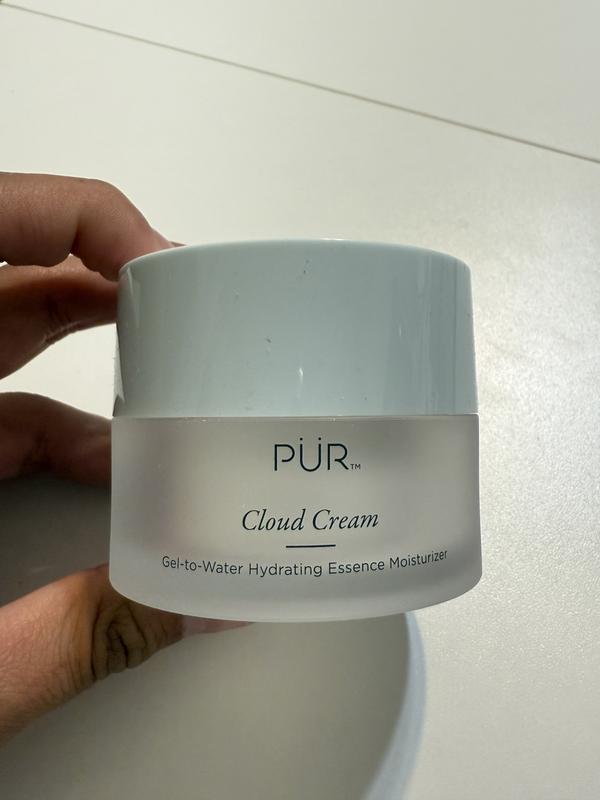 PÜR™
Cloud Cream
Gel-to-Water Hydrating Essence Moisturizer